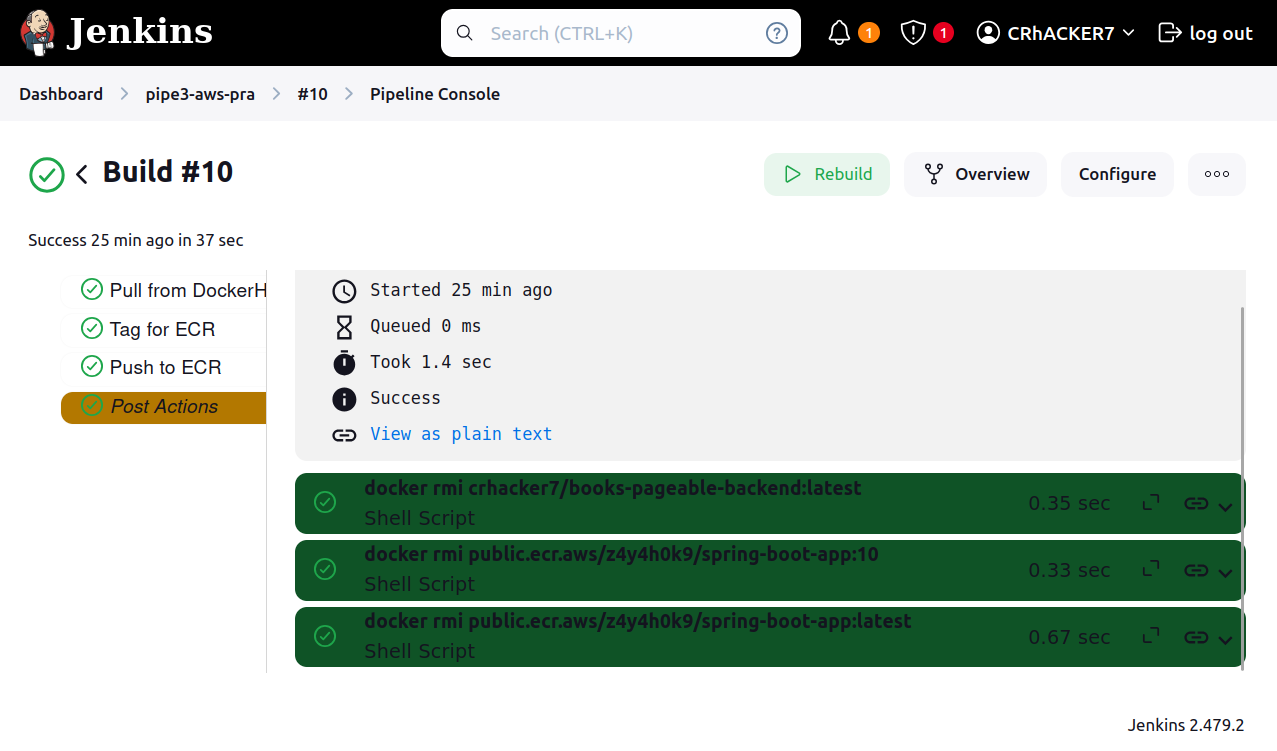 Jenkins
Search (CTRL+K)
?
1
1
CRhACKER7
log out
Dashboard
pipe3-aws-pra
#10
Pipeline Console
Build #10
Rebuild
Overview
Configure
Success 25 min ago in 37 sec
Pull from DockerH
Tag for ECR
Push to ECR
Post Actions
Started 25 min ago
Queued 0 ms
Took 1.4 sec
Success
View as plain text
docker rmi crhacker7/books-pageable-backend:latest
Shell Script
0.35 sec
docker rmi public.ecr.aws/z4y4h0k9/spring-boot-app:10
Shell Script
0.33 sec
docker rmi public.ecr.aws/z4y4h0k9/spring-boot-app:latest
Shell Script
0.67 sec
Jenkins 2.479.2